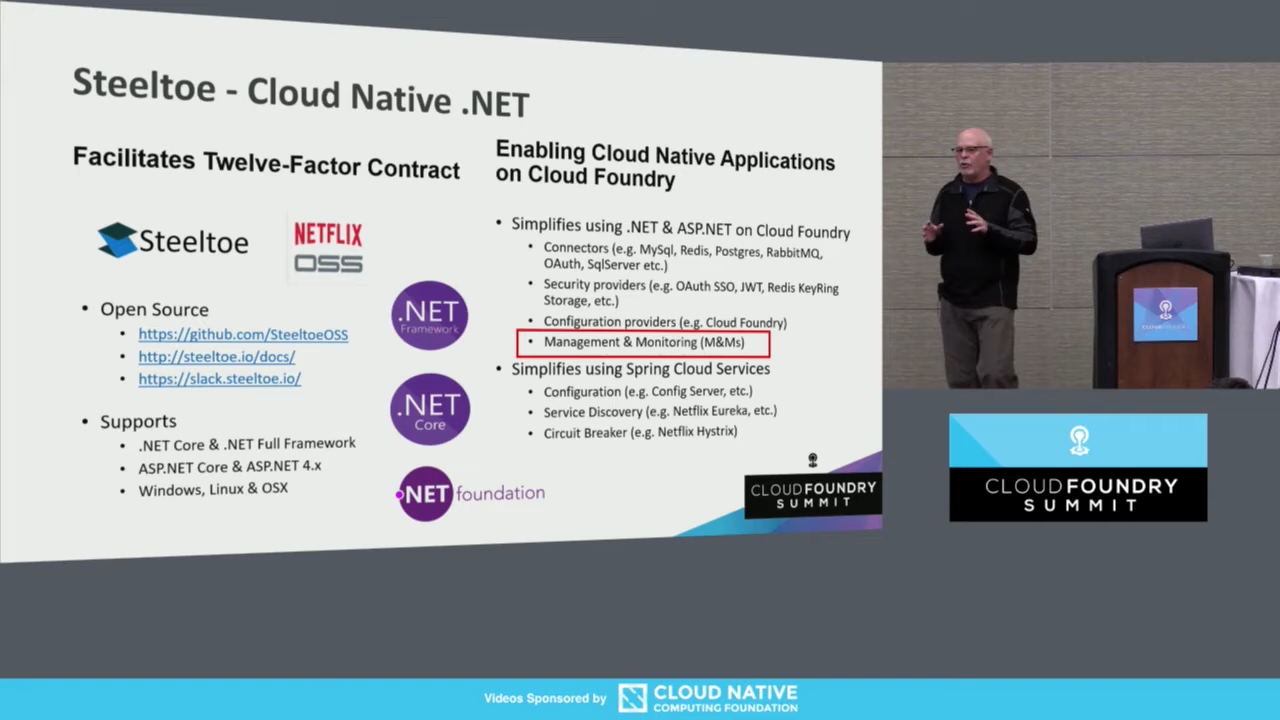 Steeltoe - Cloud Native .NET
Facilitates Twelve-Factor Contract
Steeltoe
NETFLIX
OSS
• Open Source
• https://github.com/SteeltoeOSS
• http://steeltoe.io/docs/
• https://slack.steeltoe.io/
• Supports
• .NET Core & .NET Full Framework
• ASP.NET Core & ASP.NET 4.x
• Windows, Linux & OSX
.NET
Framework
.NET
Core
.NET foundation
Enabling Cloud Native Applications
on Cloud Foundry
• Simplifies using .NET & ASP.NET on Cloud Foundry
• Connectors (e.g. MySql, Redis, Postgres, RabbitMQ,
OAuth, SqlServer etc.)
• Security providers (e.g. OAuth SSO, JWT, Redis KeyRing
Storage, etc.)
• Configuration providers (e.g. Cloud Foundry)
• Management & Monitoring (M&Ms)
• Simplifies using Spring Cloud Services
• Configuration (e.g. Config Server, etc.)
• Service Discovery (e.g. Netflix Eureka, etc.)
• Circuit Breaker (e.g. Netflix Hystrix)
CLOUDFOUNDRY
SUMMIT
CLOUDFOUNDRY
SUMMIT
Videos Sponsored by
CLOUD NATIVE
COMPUTING FOUNDATION